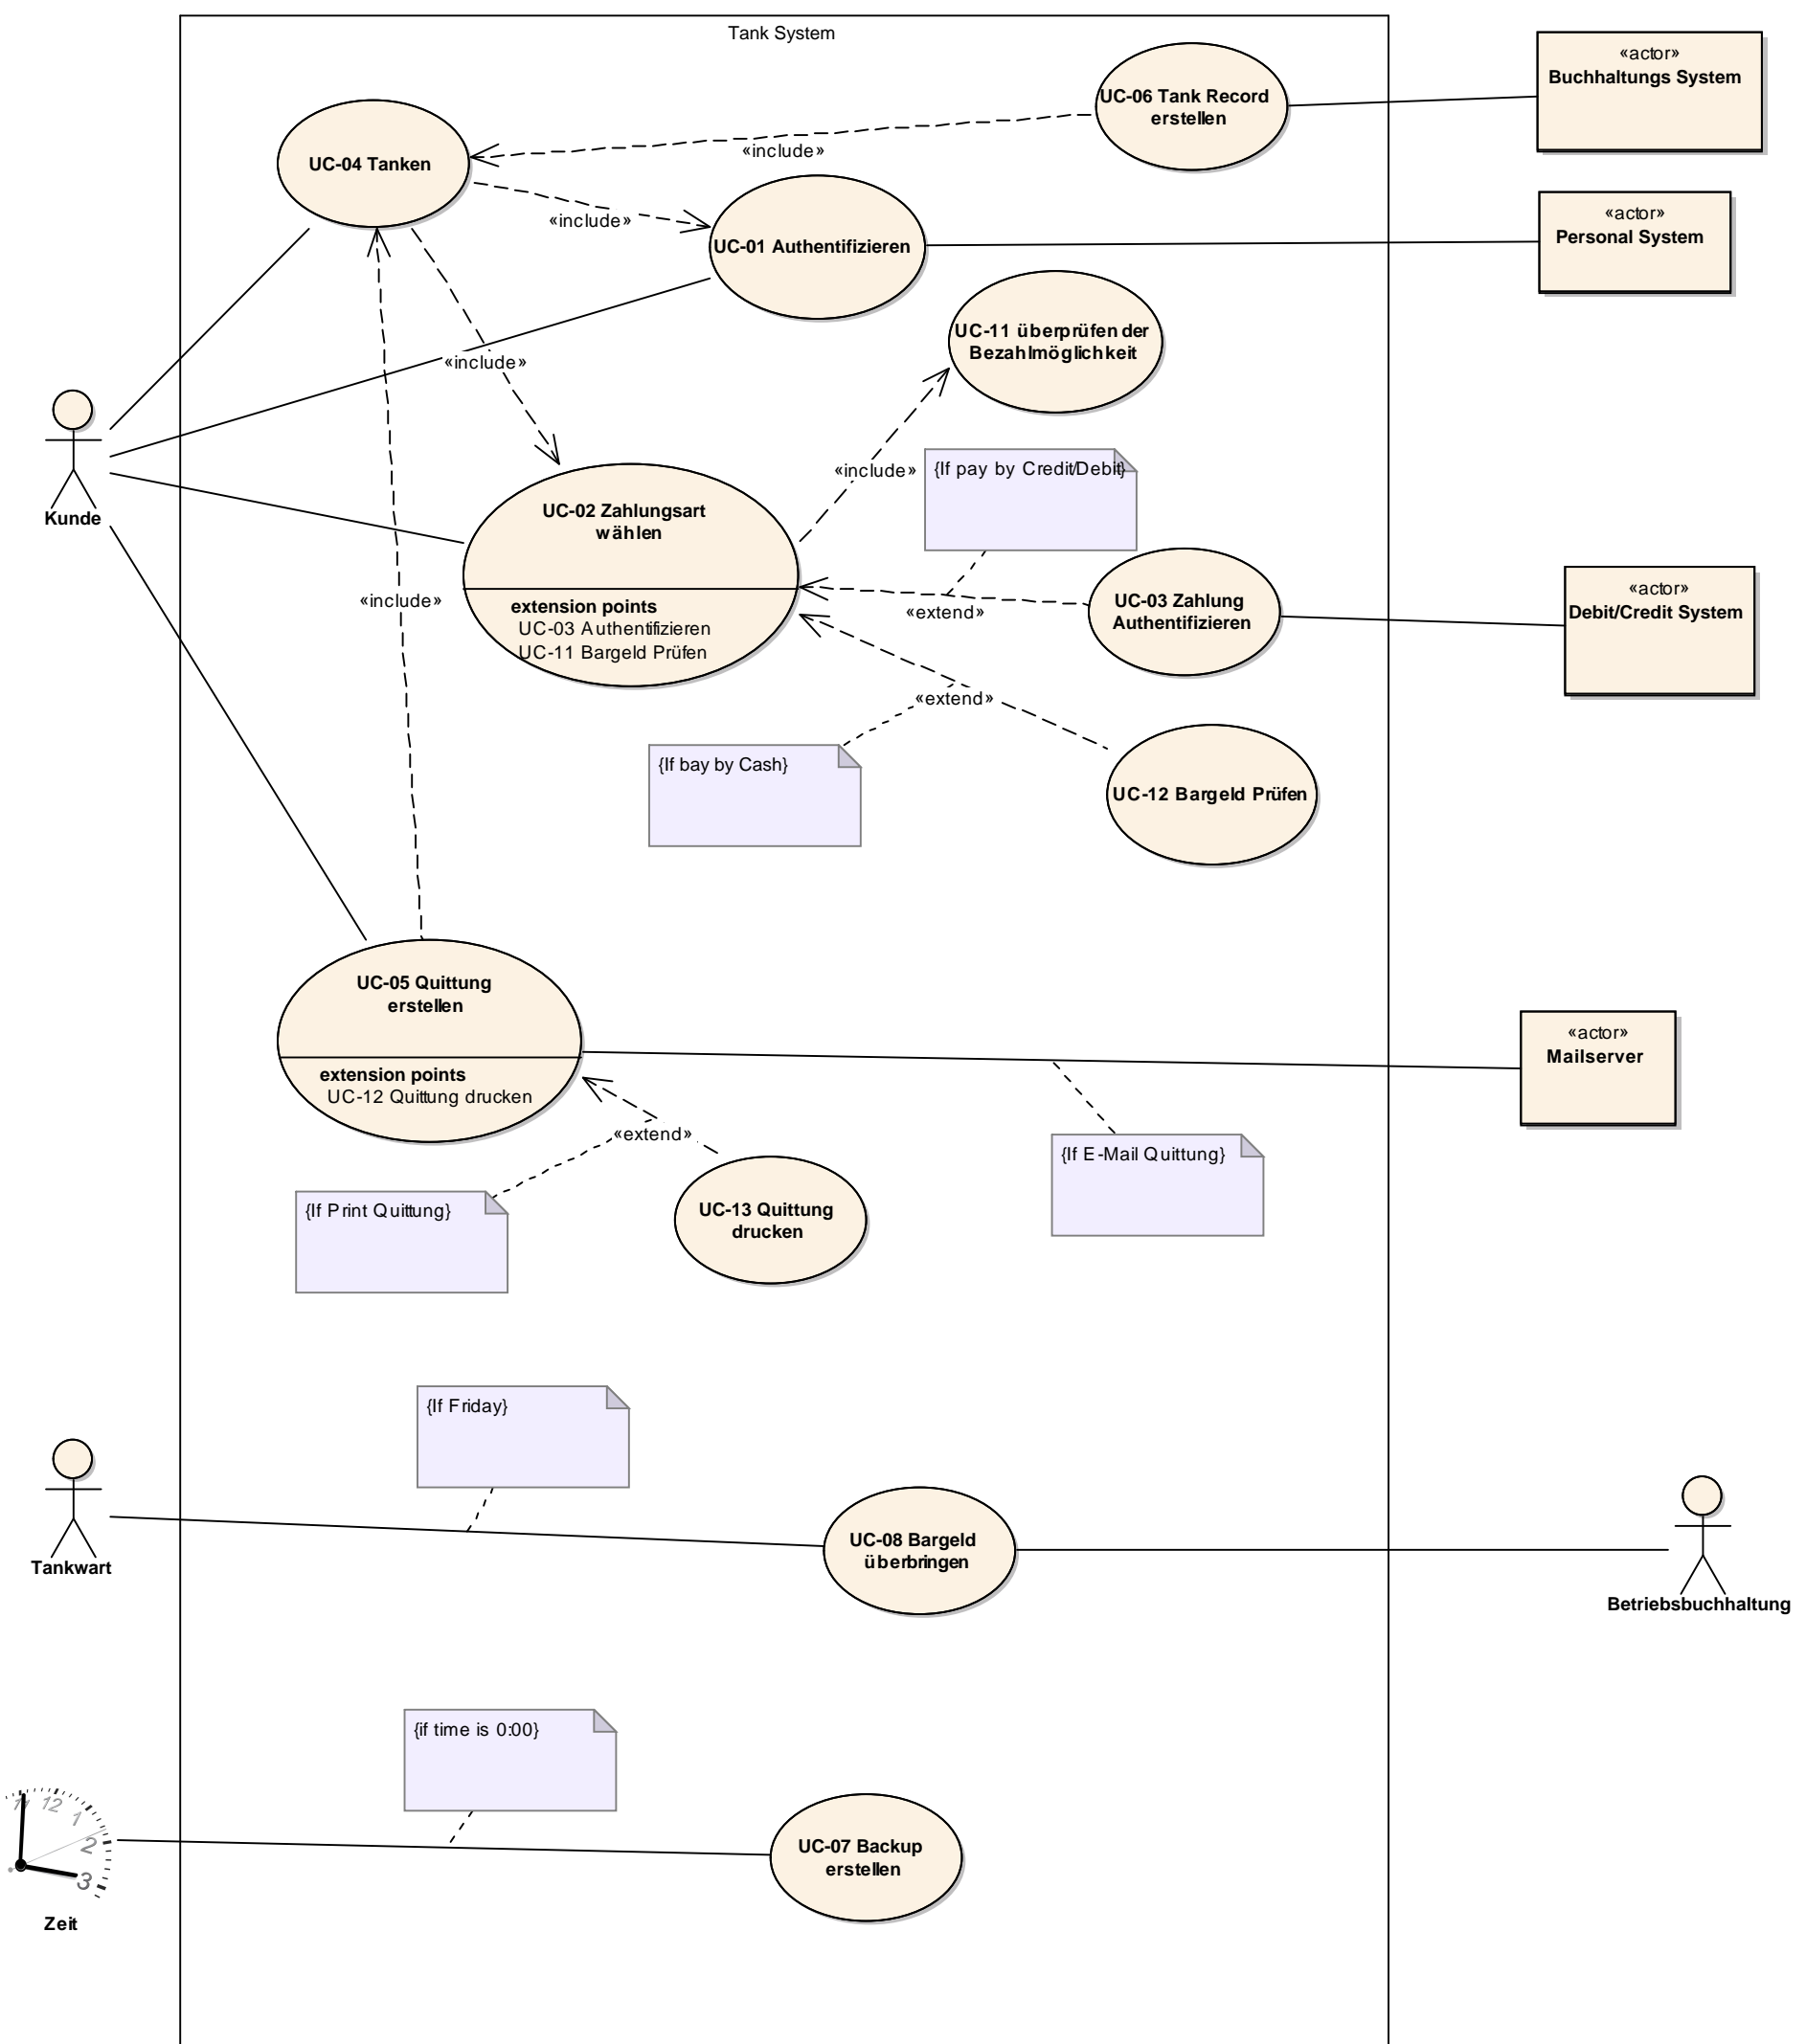 Tank System
«actor»
Buchhaltungs System
UC-06 Tank Record
erstellen
UC-04 Tanken
«include»
«include»
UC-01 Authentifizieren
«actor»
Personal System
UC-11 überprüfen der
Bezahlmöglichkeit
«include»
Kunde
«include»
{If pay by Credit/Debit}
UC-02 Zahlungsart
wählen
extension points
UC-03 Authentifizieren
UC-11 Bargeld Prüfen
«include»
«extend»
UC-03 Zahlung
Authentifizieren
«actor»
Debit/Credit System
«extend»
{If bay by Cash}
UC-12 Bargeld Prüfen
UC-05 Quittung
erstellen
extension points
UC-12 Quittung drucken
«actor»
Mailserver
«extend»
{If E-Mail Quittung}
{If Print Quittung}
UC-13 Quittung
drucken
{If Friday}
Tankwart
UC-08 Bargeld
überbringen
Betriebsbuchhaltung
{if time is 0:00}
11
12
1
2
3
UC-07 Backup
erstellen
Zeit